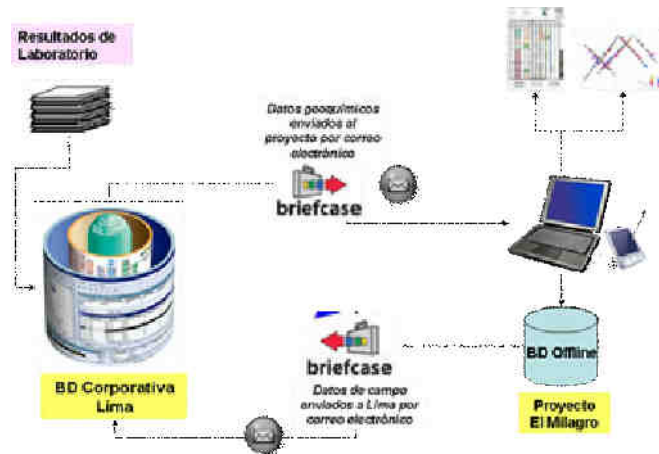 Resultados de
Laboratorio
Datos geoquímicos
enviados al
proyecto por correo
electrónico
briefcase
briefcase
BD Offline
BD Corporativa
Lima
Datos de campo
enviados a Lima por
correo electrónico
Proyecto
El Milagro